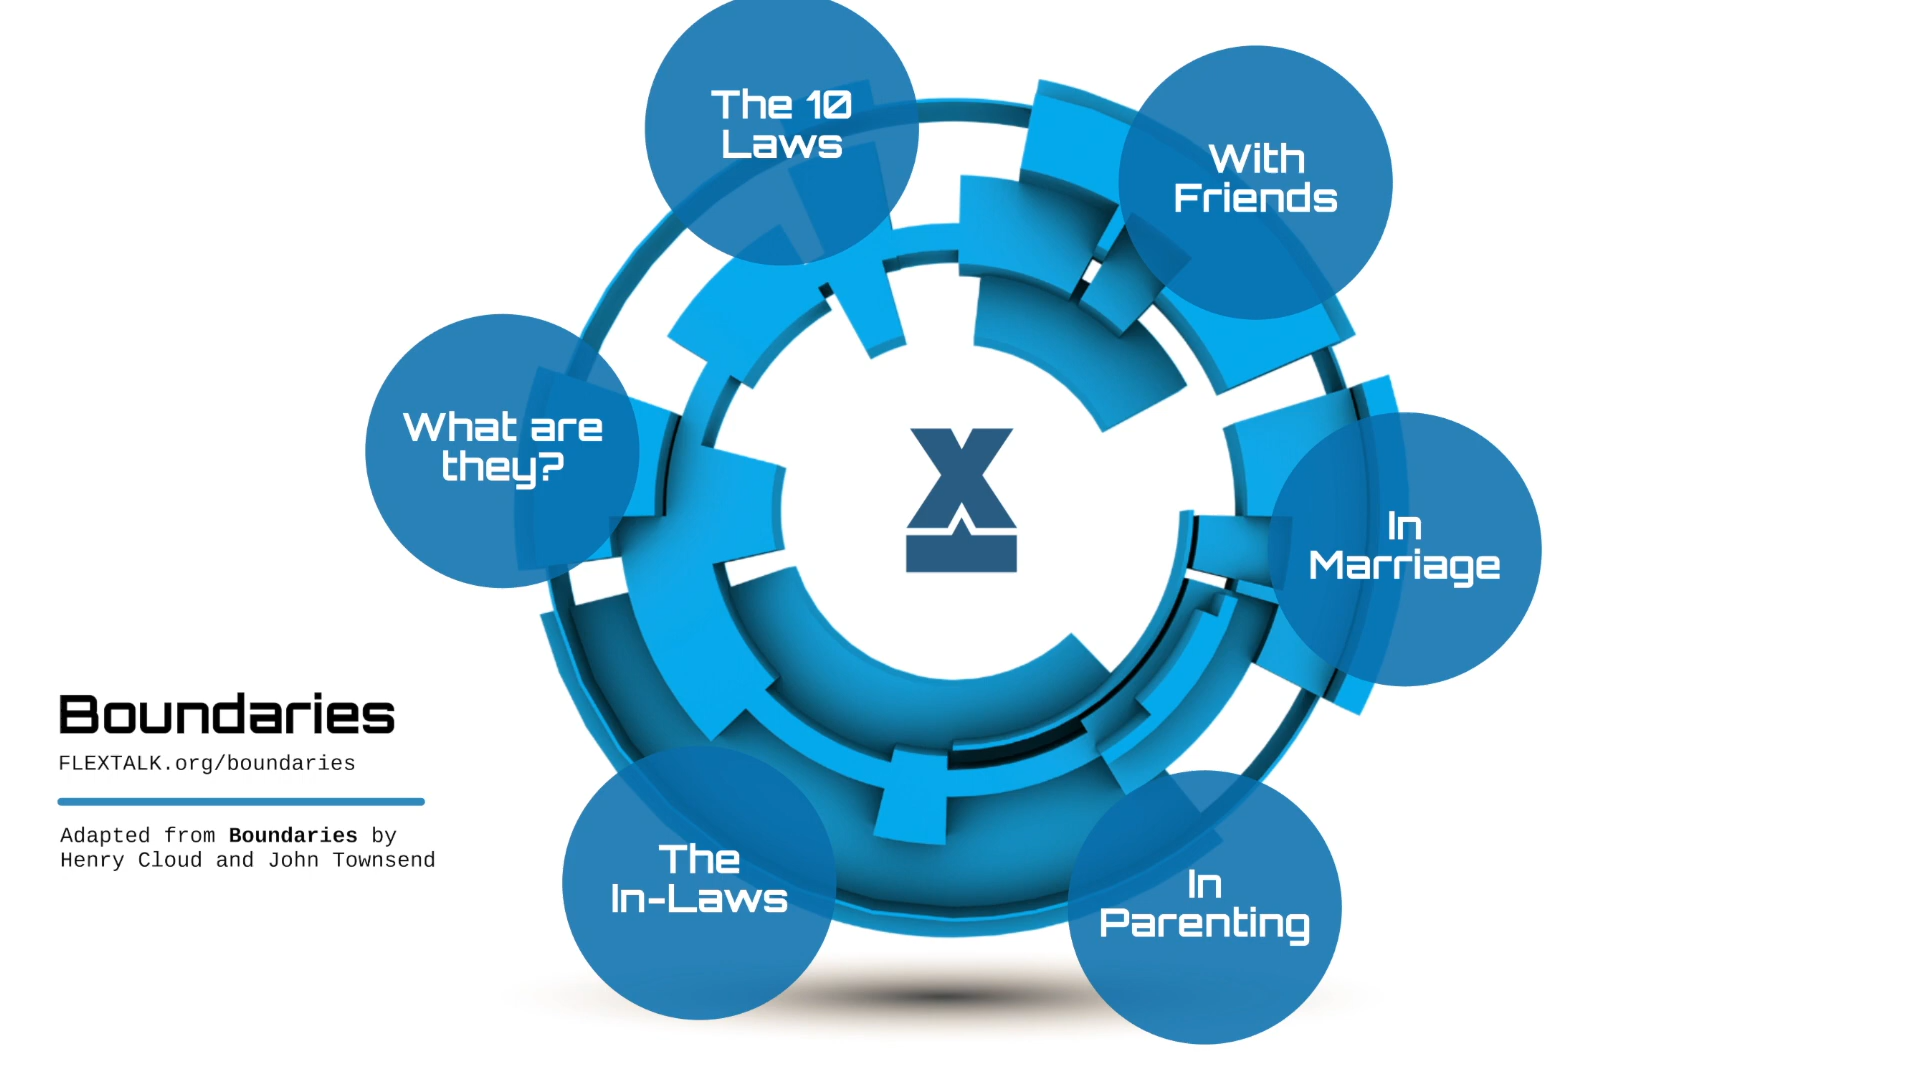 The 10
Laws
With
Friends
What are
they?
In
Marriage
Boundaries
FLEXTALK.org/boundaries
Adapted from Boundaries by
Henry Cloud and John Townsend
The
In-Laws
In
Parenting